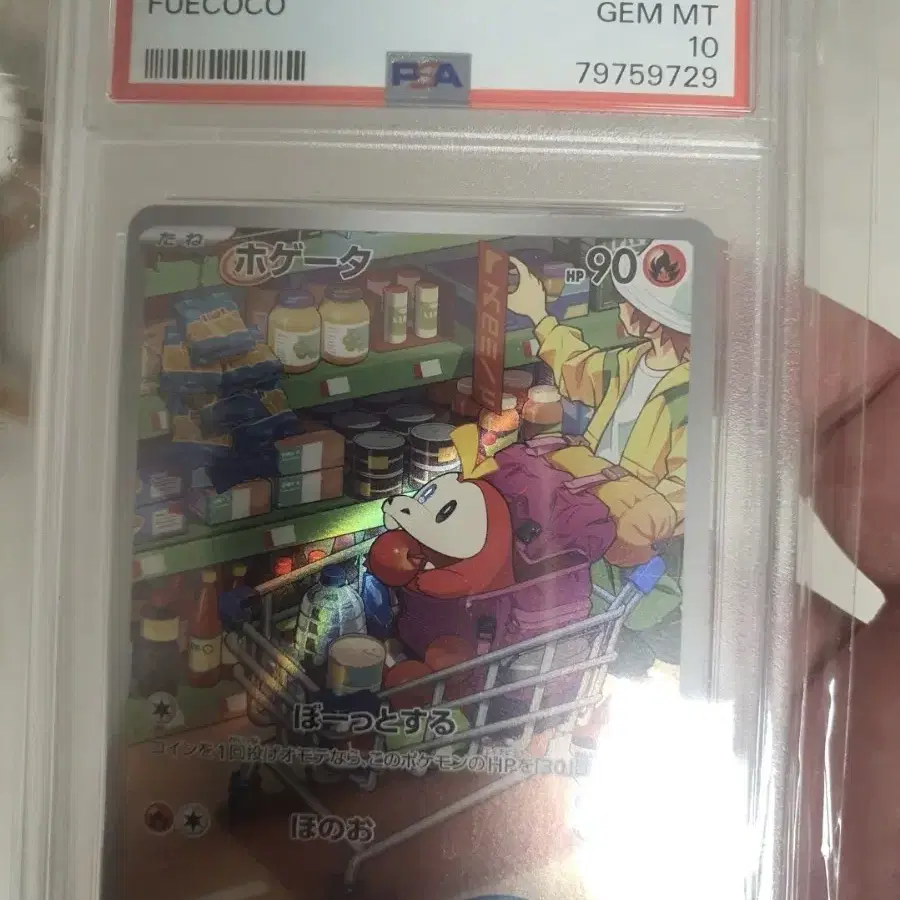 FUECOCO
GEM MT
10
PSA
79759729
たね
ホゲータ
HP 90
ぼーっとする
コインを1回投げオモテなら、このポケモンのHPを「30」
ほのお